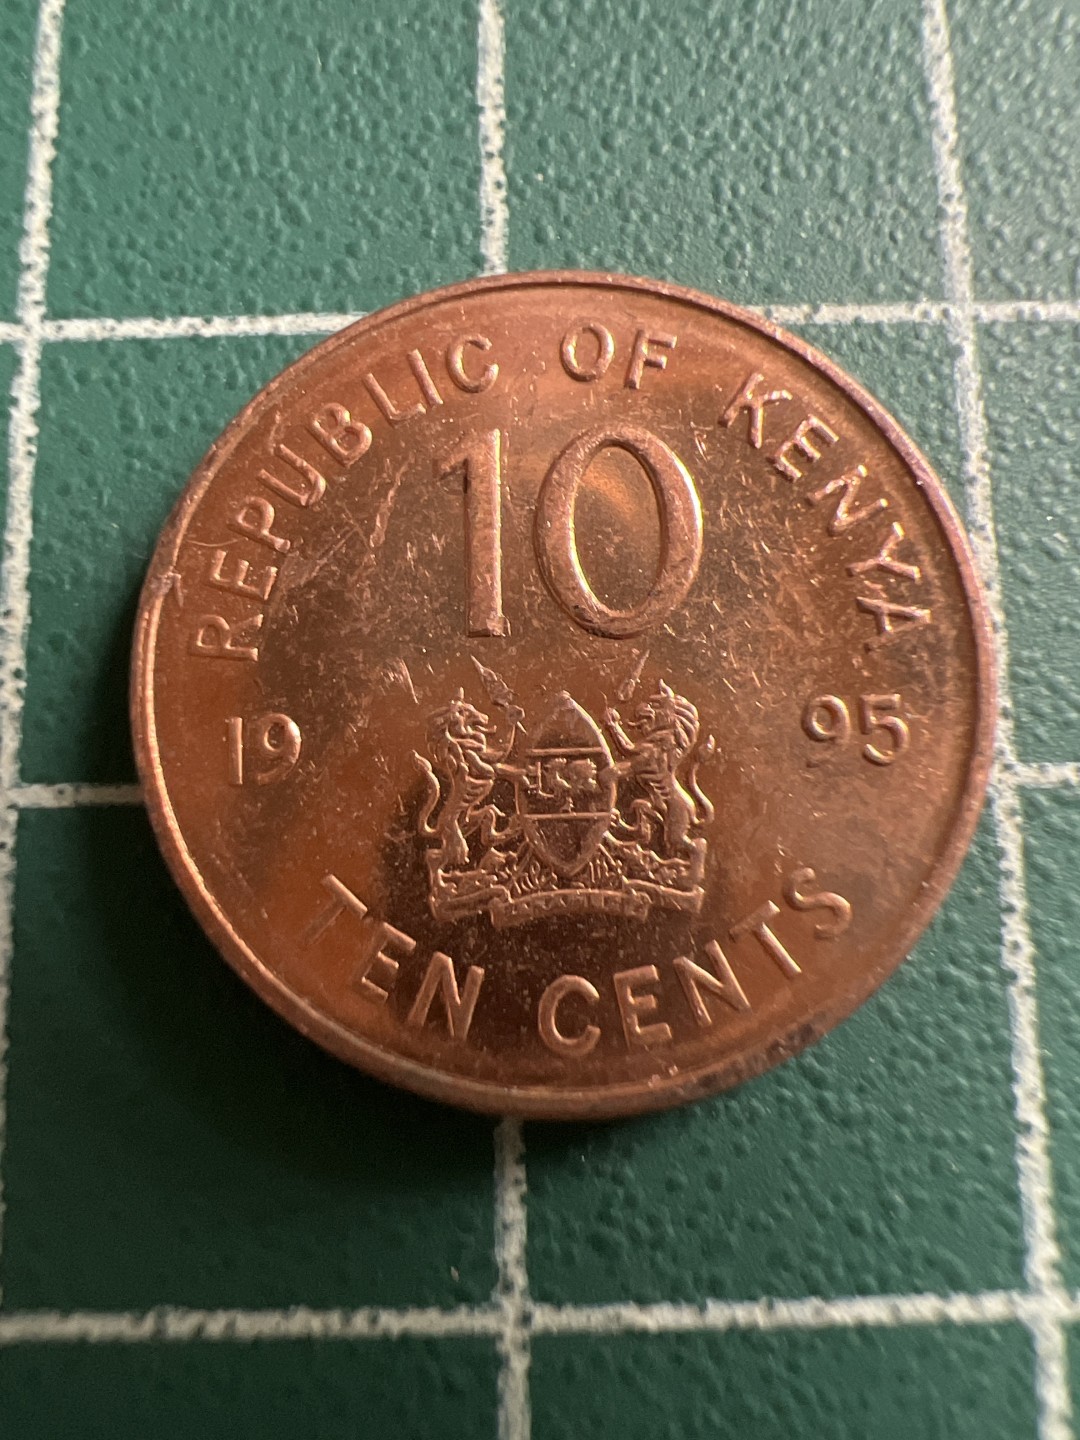 REPUBLIC OF KENYA
10
19 95
TEN CENTS